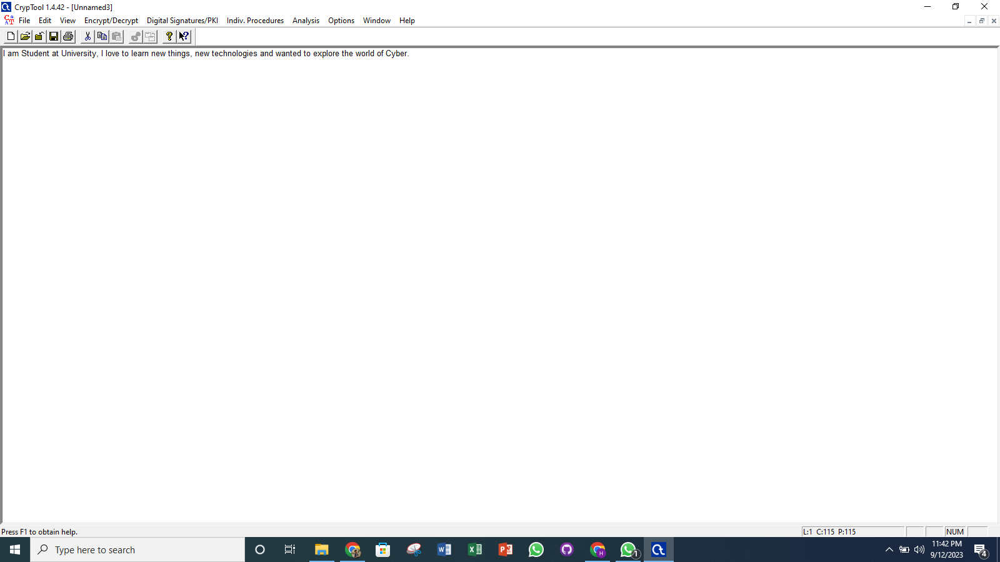 CrypTool 1.4.42 - [Unnamed3]
File Edit View Encrypt/Decrypt Digital Signatures/PKI Indiv. Procedures Analysis Options Window Help
I am Student at University, I love to learn new things, new technologies and wanted to explore the world of Cyber.
Press F1 to obtain help.
L:1 C:115 P:115
NUM
Type here to search
1
11:42 PM
9/12/2023
4